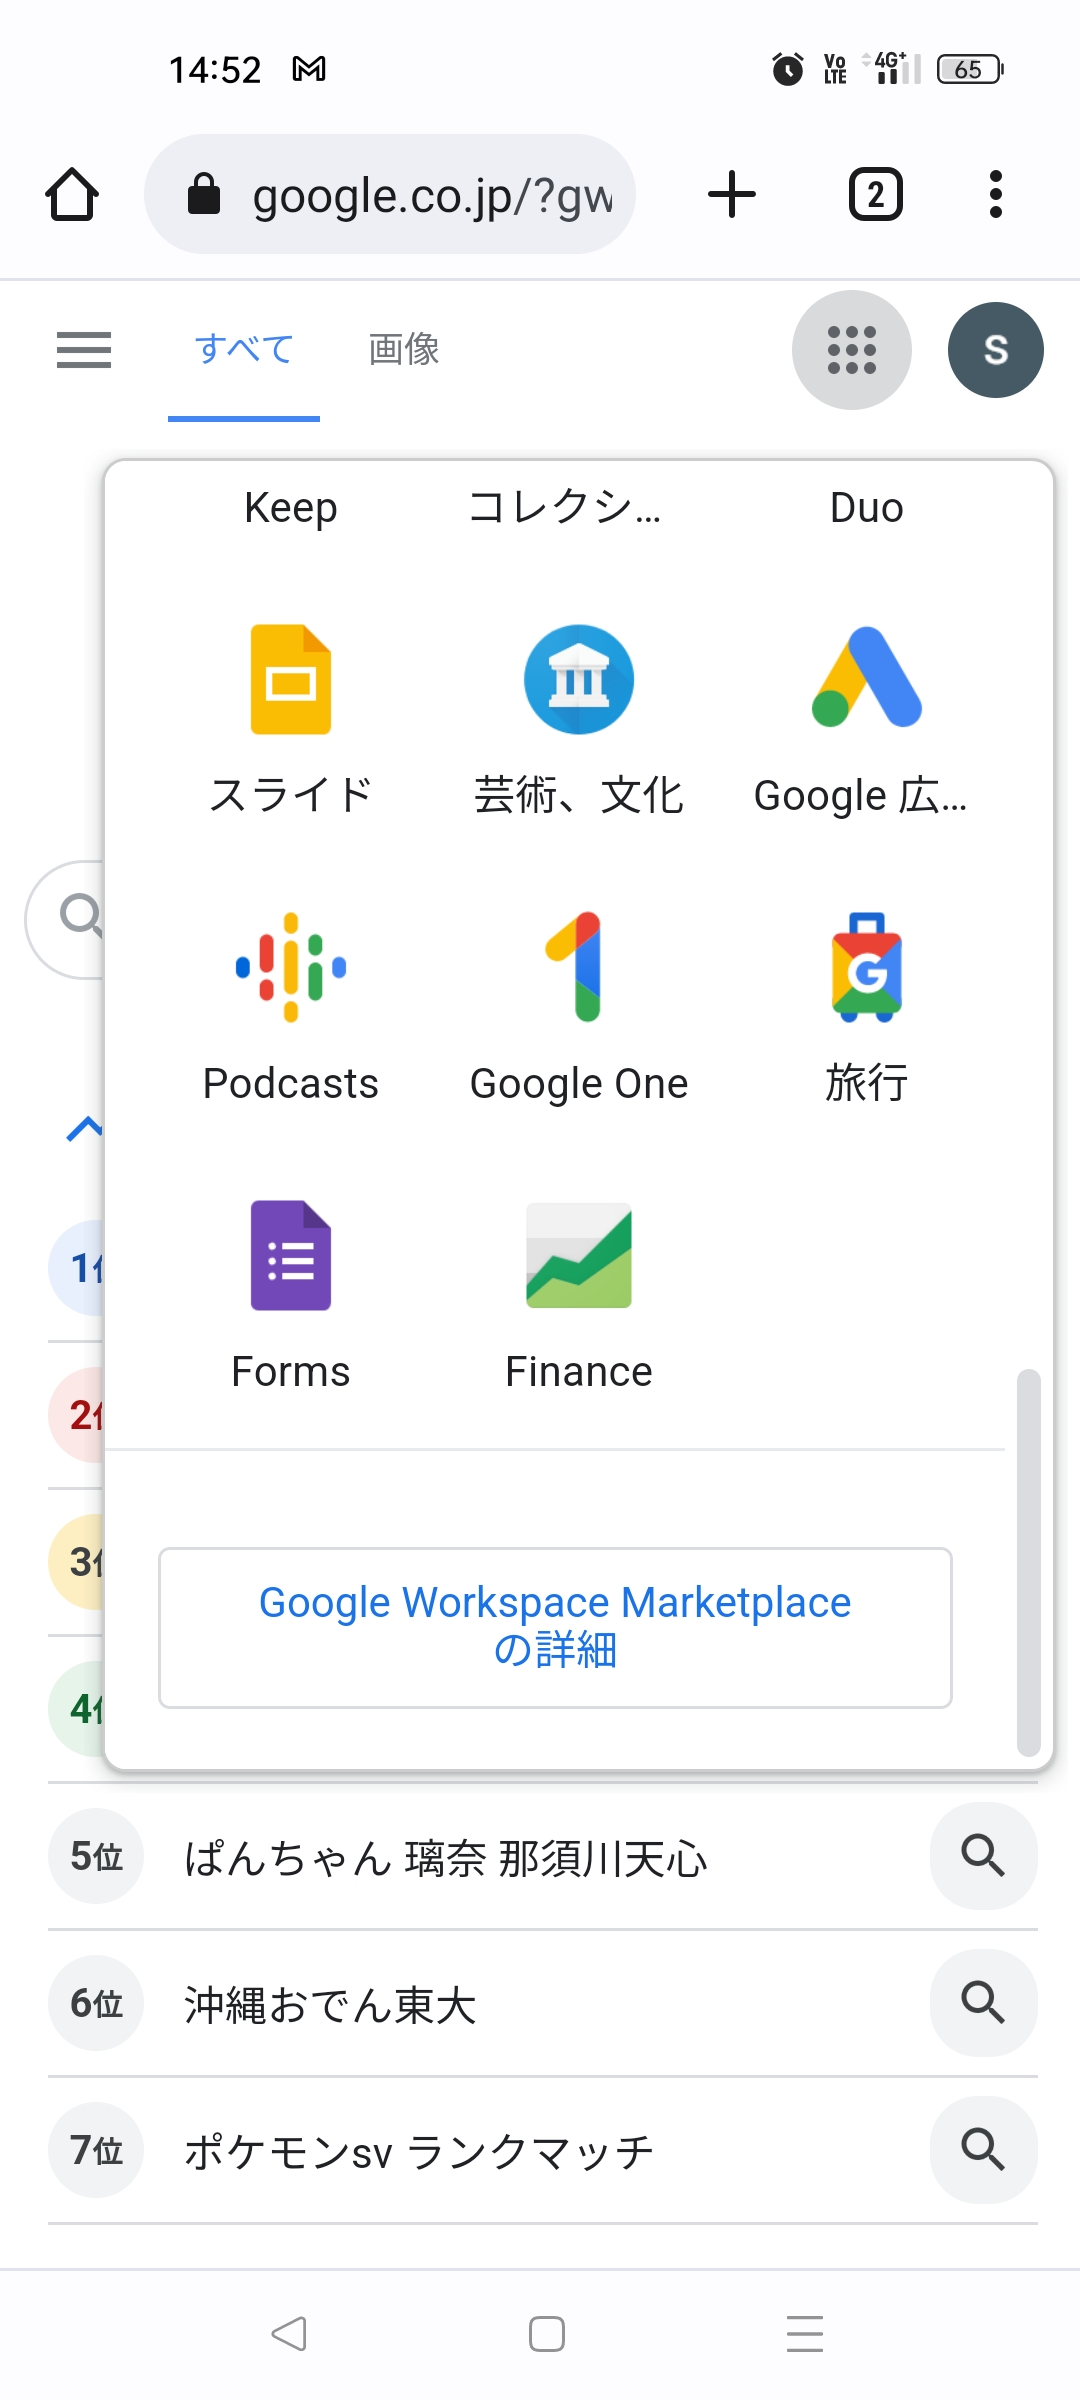 14:52 Vo LTE 4G+ 65
google.co.jp/?gw
2
すべて 画像 S
Keep コレクシ... Duo
スライド 芸術、文化 Google 広...
Podcasts Google One 旅行
Forms Finance
Google Workspace Marketplace
の詳細
1
2
3
4
5位 ぱんちゃん 璃奈 那須川天心
6位 沖縄おでん東大
7位 ポケモンsv ランクマッチ